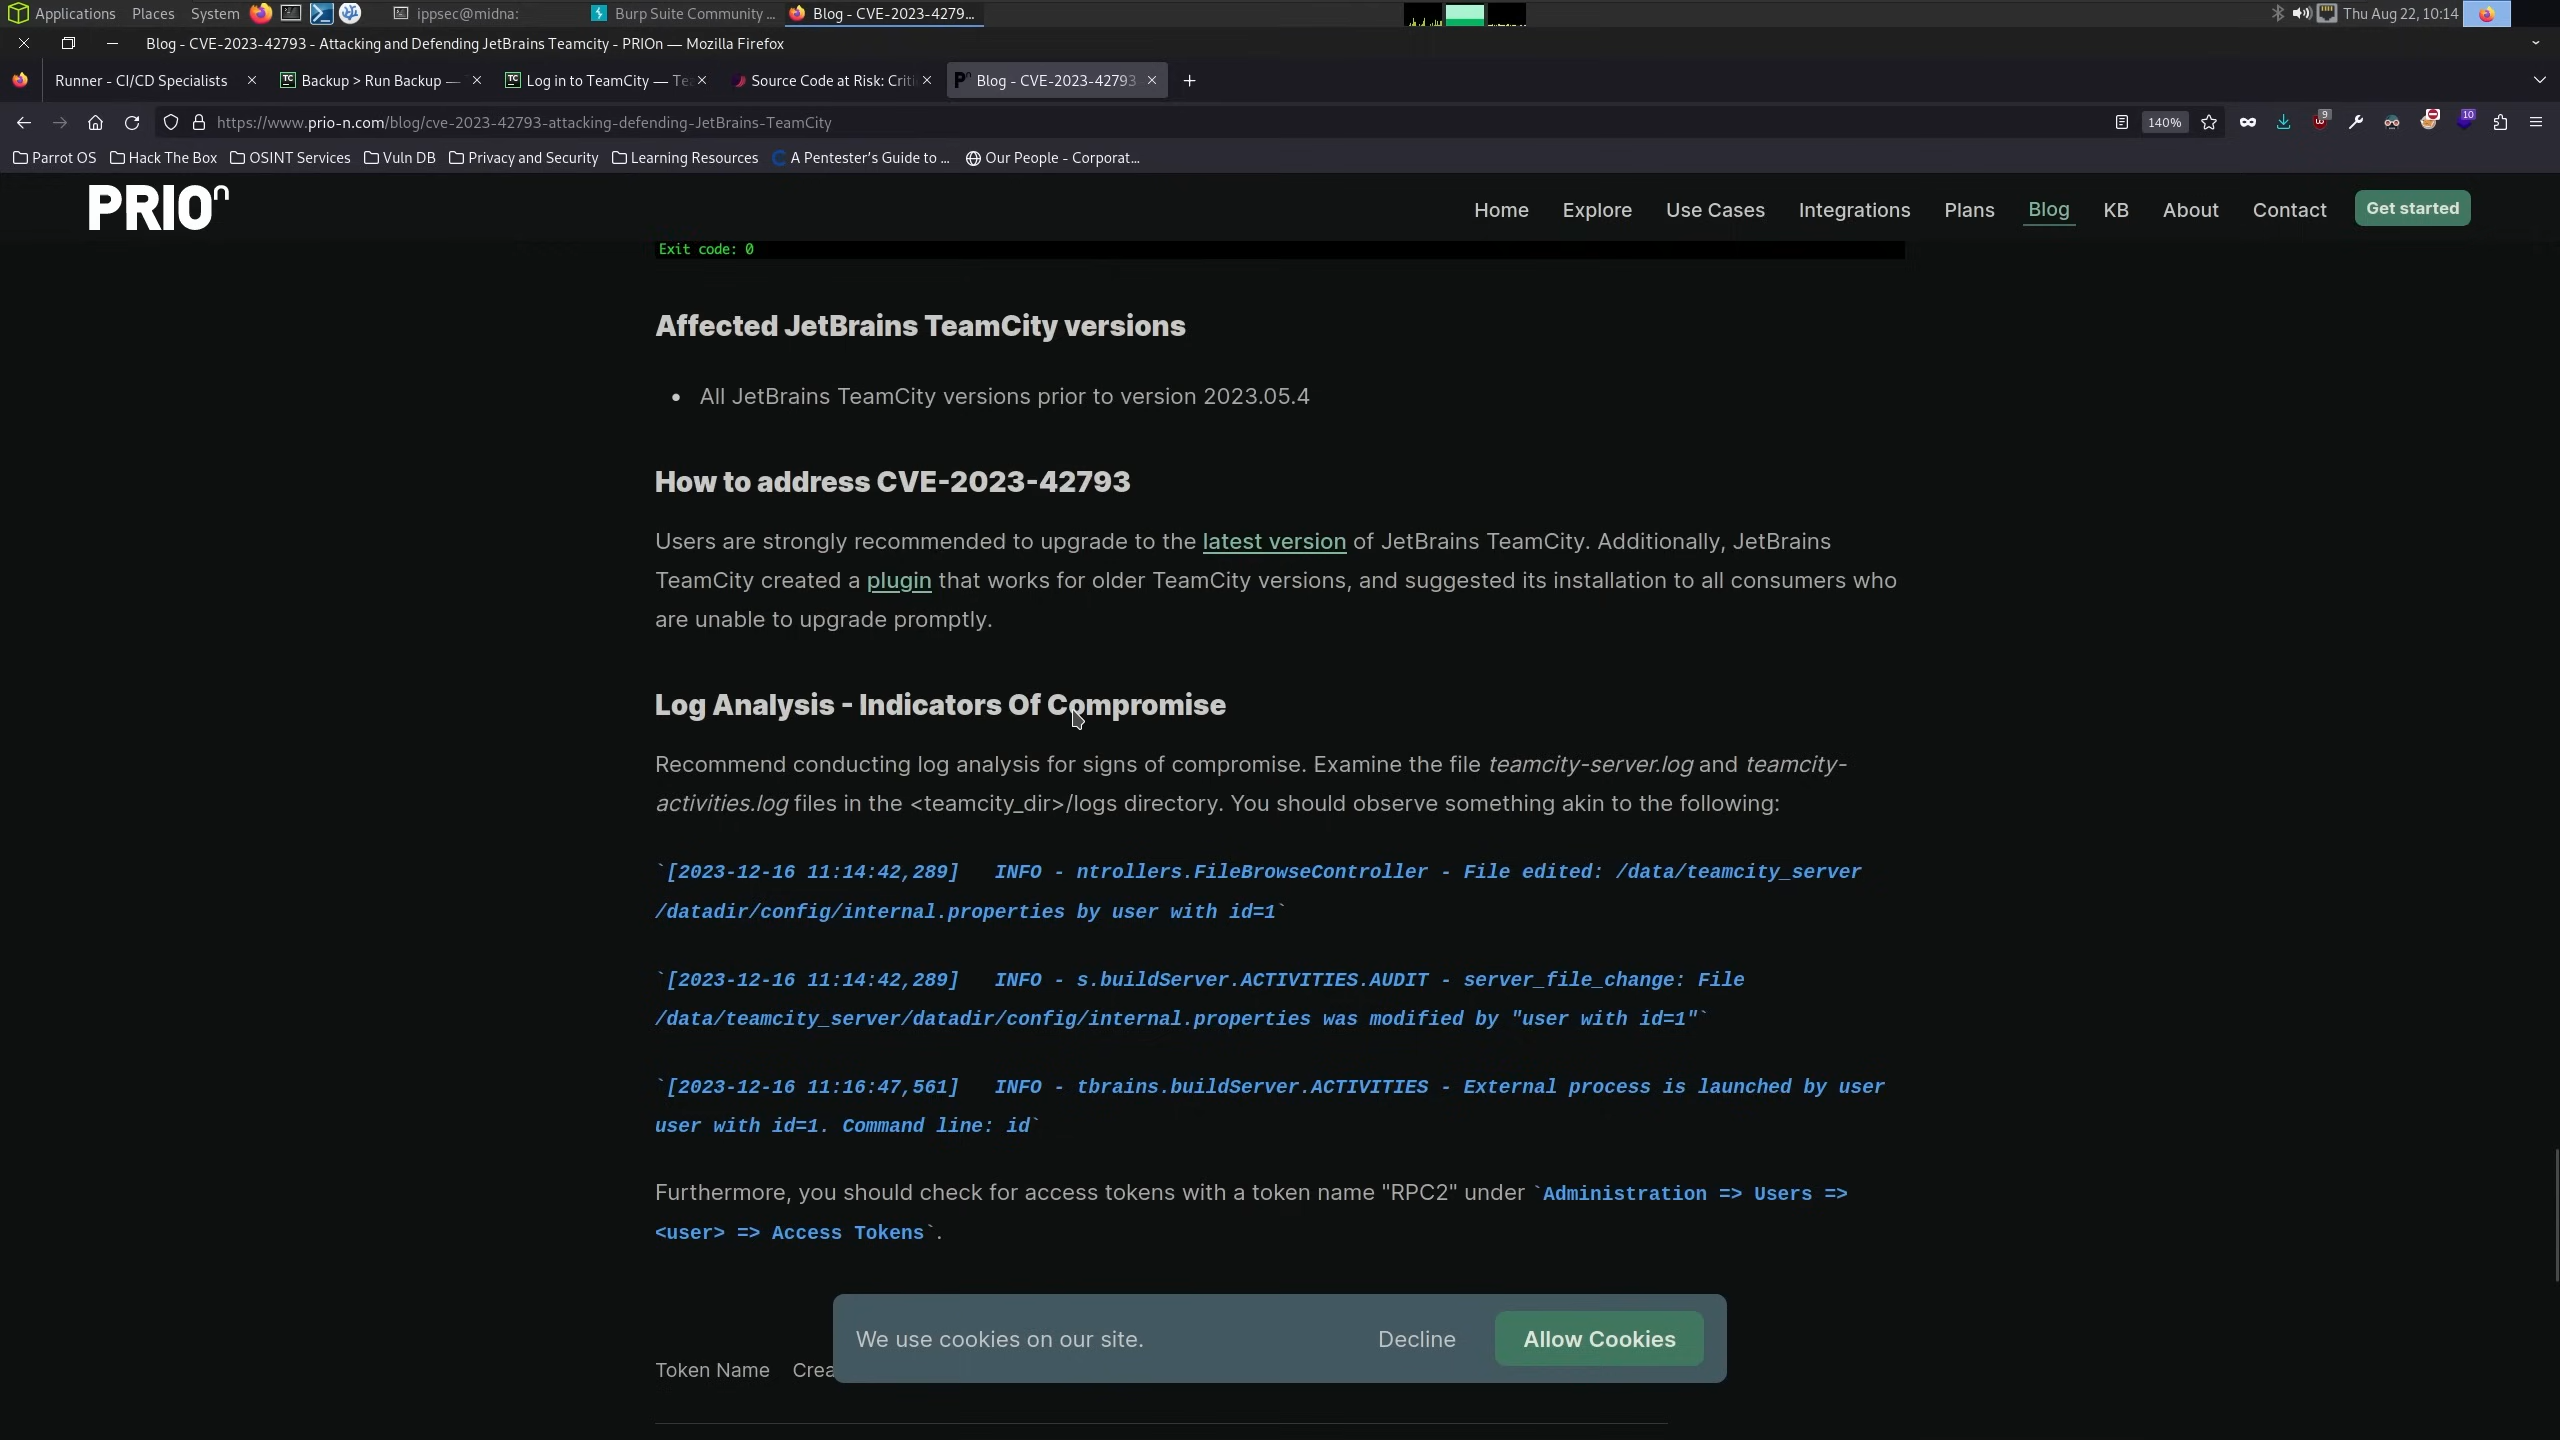 Applications Places System ippsec@midna: Burp Suite Community ... Blog - CVE-2023-4279... Thu Aug 22, 10:14
Blog - CVE-2023-42793 - Attacking and Defending JetBrains Teamcity - PRIOn — Mozilla Firefox
Runner - CI/CD Specialists Backup > Run Backup — Log in to TeamCity — Te Source Code at Risk: Criti Blog - CVE-2023-42793
https://www.prio-n.com/blog/cve-2023-42793-attacking-defending-JetBrains-TeamCity 140% 9 10
Parrot OS Hack The Box OSINT Services Vuln DB Privacy and Security Learning Resources A Pentester's Guide to ... Our People - Corporat...
PRIOn Home Explore Use Cases Integrations Plans Blog KB About Contact Get started
Exit code: 0
Affected JetBrains TeamCity versions
• All JetBrains TeamCity versions prior to version 2023.05.4
How to address CVE-2023-42793
Users are strongly recommended to upgrade to the latest version of JetBrains TeamCity. Additionally, JetBrains
TeamCity created a plugin that works for older TeamCity versions, and suggested its installation to all consumers who
are unable to upgrade promptly.
Log Analysis - Indicators Of Compromise
Recommend conducting log analysis for signs of compromise. Examine the file teamcity-server.log and teamcity-
activities.log files in the <teamcity_dir>/logs directory. You should observe something akin to the following:
`[2023-12-16 11:14:42,289]   INFO - ntrollers.FileBrowseController - File edited: /data/teamcity_server
/datadir/config/internal.properties by user with id=1`
`[2023-12-16 11:14:42,289]   INFO - s.buildServer.ACTIVITIES.AUDIT - server_file_change: File
/data/teamcity_server/datadir/config/internal.properties was modified by "user with id=1"`
`[2023-12-16 11:16:47,561]   INFO - tbrains.buildServer.ACTIVITIES - External process is launched by user
user with id=1. Command line: id`
Furthermore, you should check for access tokens with a token name "RPC2" under `Administration => Users =>
<user> => Access Tokens`.
We use cookies on our site. Decline Allow Cookies
Token Name Crea